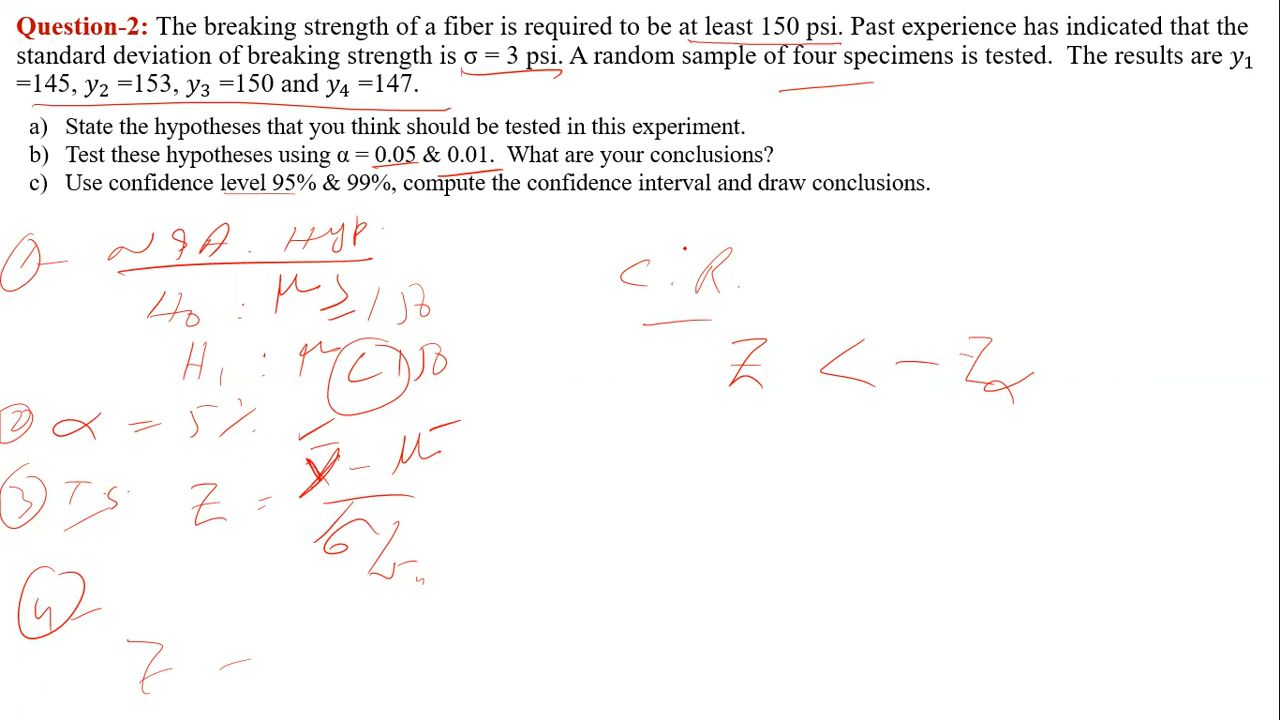 Question-2: The breaking strength of a fiber is required to be at least 150 psi. Past experience has indicated that the
standard deviation of breaking strength is σ = 3 psi. A random sample of four specimens is tested. The results are y₁
=145, y₂ =153, y₃ =150 and y₄ =147.
a) State the hypotheses that you think should be tested in this experiment.
b) Test these hypotheses using α = 0.05 & 0.01. What are your conclusions?
c) Use confidence level 95% & 99%, compute the confidence interval and draw conclusions.
1- N & A. Hyp.
H₀ : μ ≥ 150
H₁ : μ < 150
2) α = 5%
3) T.S. Z = (ȳ - μ) / (σ/√n)
4)
Z =
C.R.
Z < -Zα